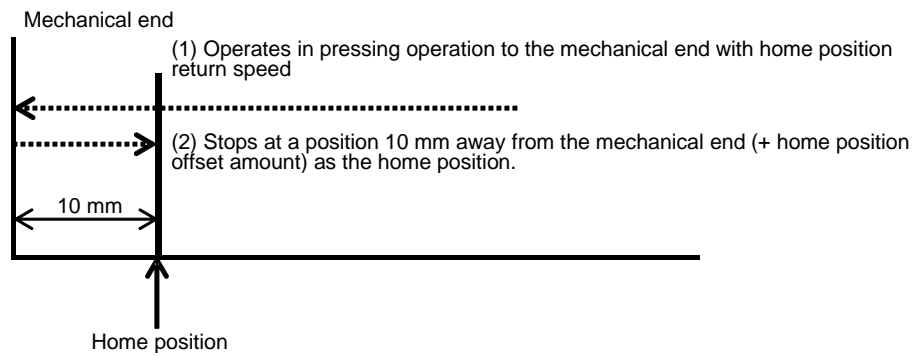 Mechanical end
(1) Operates in pressing operation to the mechanical end with home position
return speed
(2) Stops at a position 10 mm away from the mechanical end (+ home position
offset amount) as the home position.
10 mm
Home position